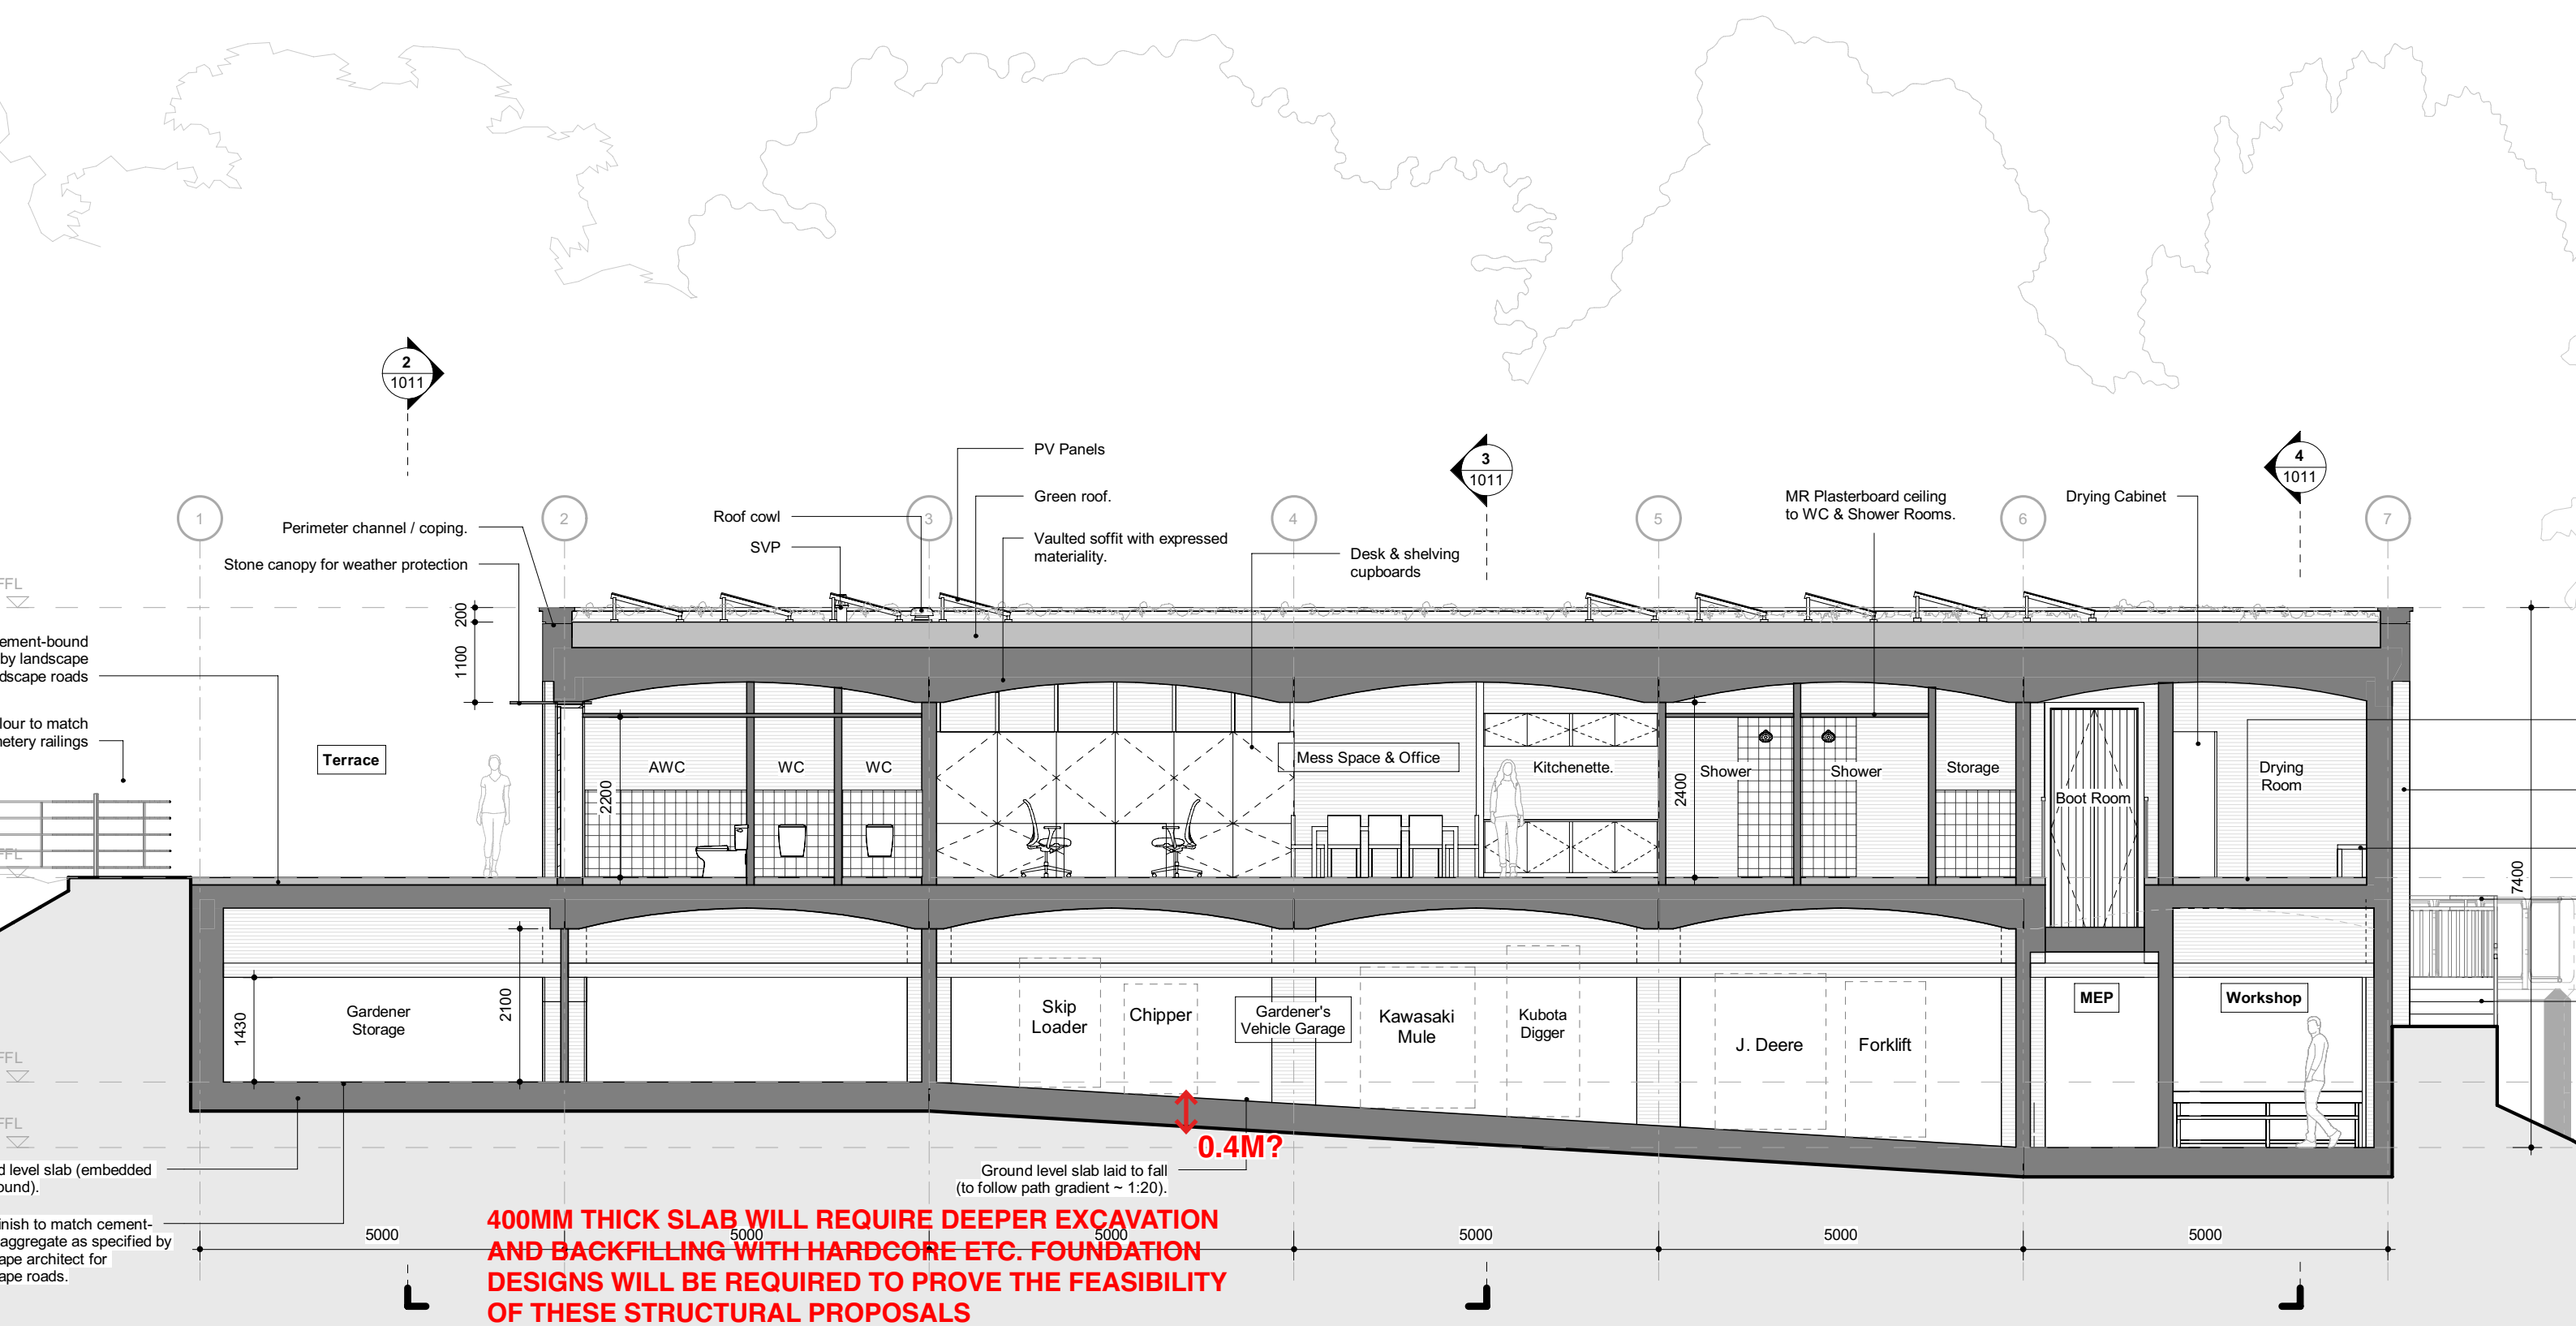 2
1011
3
1011
4
1011
PV Panels
Green roof.
Vaulted soffit with expressed
materiality.
Roof cowl
SVP
Perimeter channel / coping.
Stone canopy for weather protection
Desk & shelving
cupboards
MR Plasterboard ceiling
to WC & Shower Rooms.
Drying Cabinet
1
2
3
4
5
6
7
FFL
200
1100
ement-bound
by landscape
dscape roads
lour to match
netery railings
Terrace
AWC
WC
WC
2200
Mess Space & Office
Kitchenette.
2400
Shower
Shower
Storage
Boot Room
Drying
Room
7400
FFL
1430
Gardener
Storage
2100
Skip
Loader
Chipper
Gardener's
Vehicle Garage
Kawasaki
Mule
Kubota
Digger
J. Deere
Forklift
MEP
Workshop
FFL
FFL
0.4M?
d level slab (embedded
ound).
Ground level slab laid to fall
(to follow path gradient ~ 1:20).
inish to match cement-
aggregate as specified by
ape architect for
ape roads.
400MM THICK SLAB WILL REQUIRE DEEPER EXCAVATION
AND BACKFILLING WITH HARDCORE ETC. FOUNDATION
DESIGNS WILL BE REQUIRED TO PROVE THE FEASIBILITY
OF THESE STRUCTURAL PROPOSALS
5000
5000
5000
5000
5000
5000